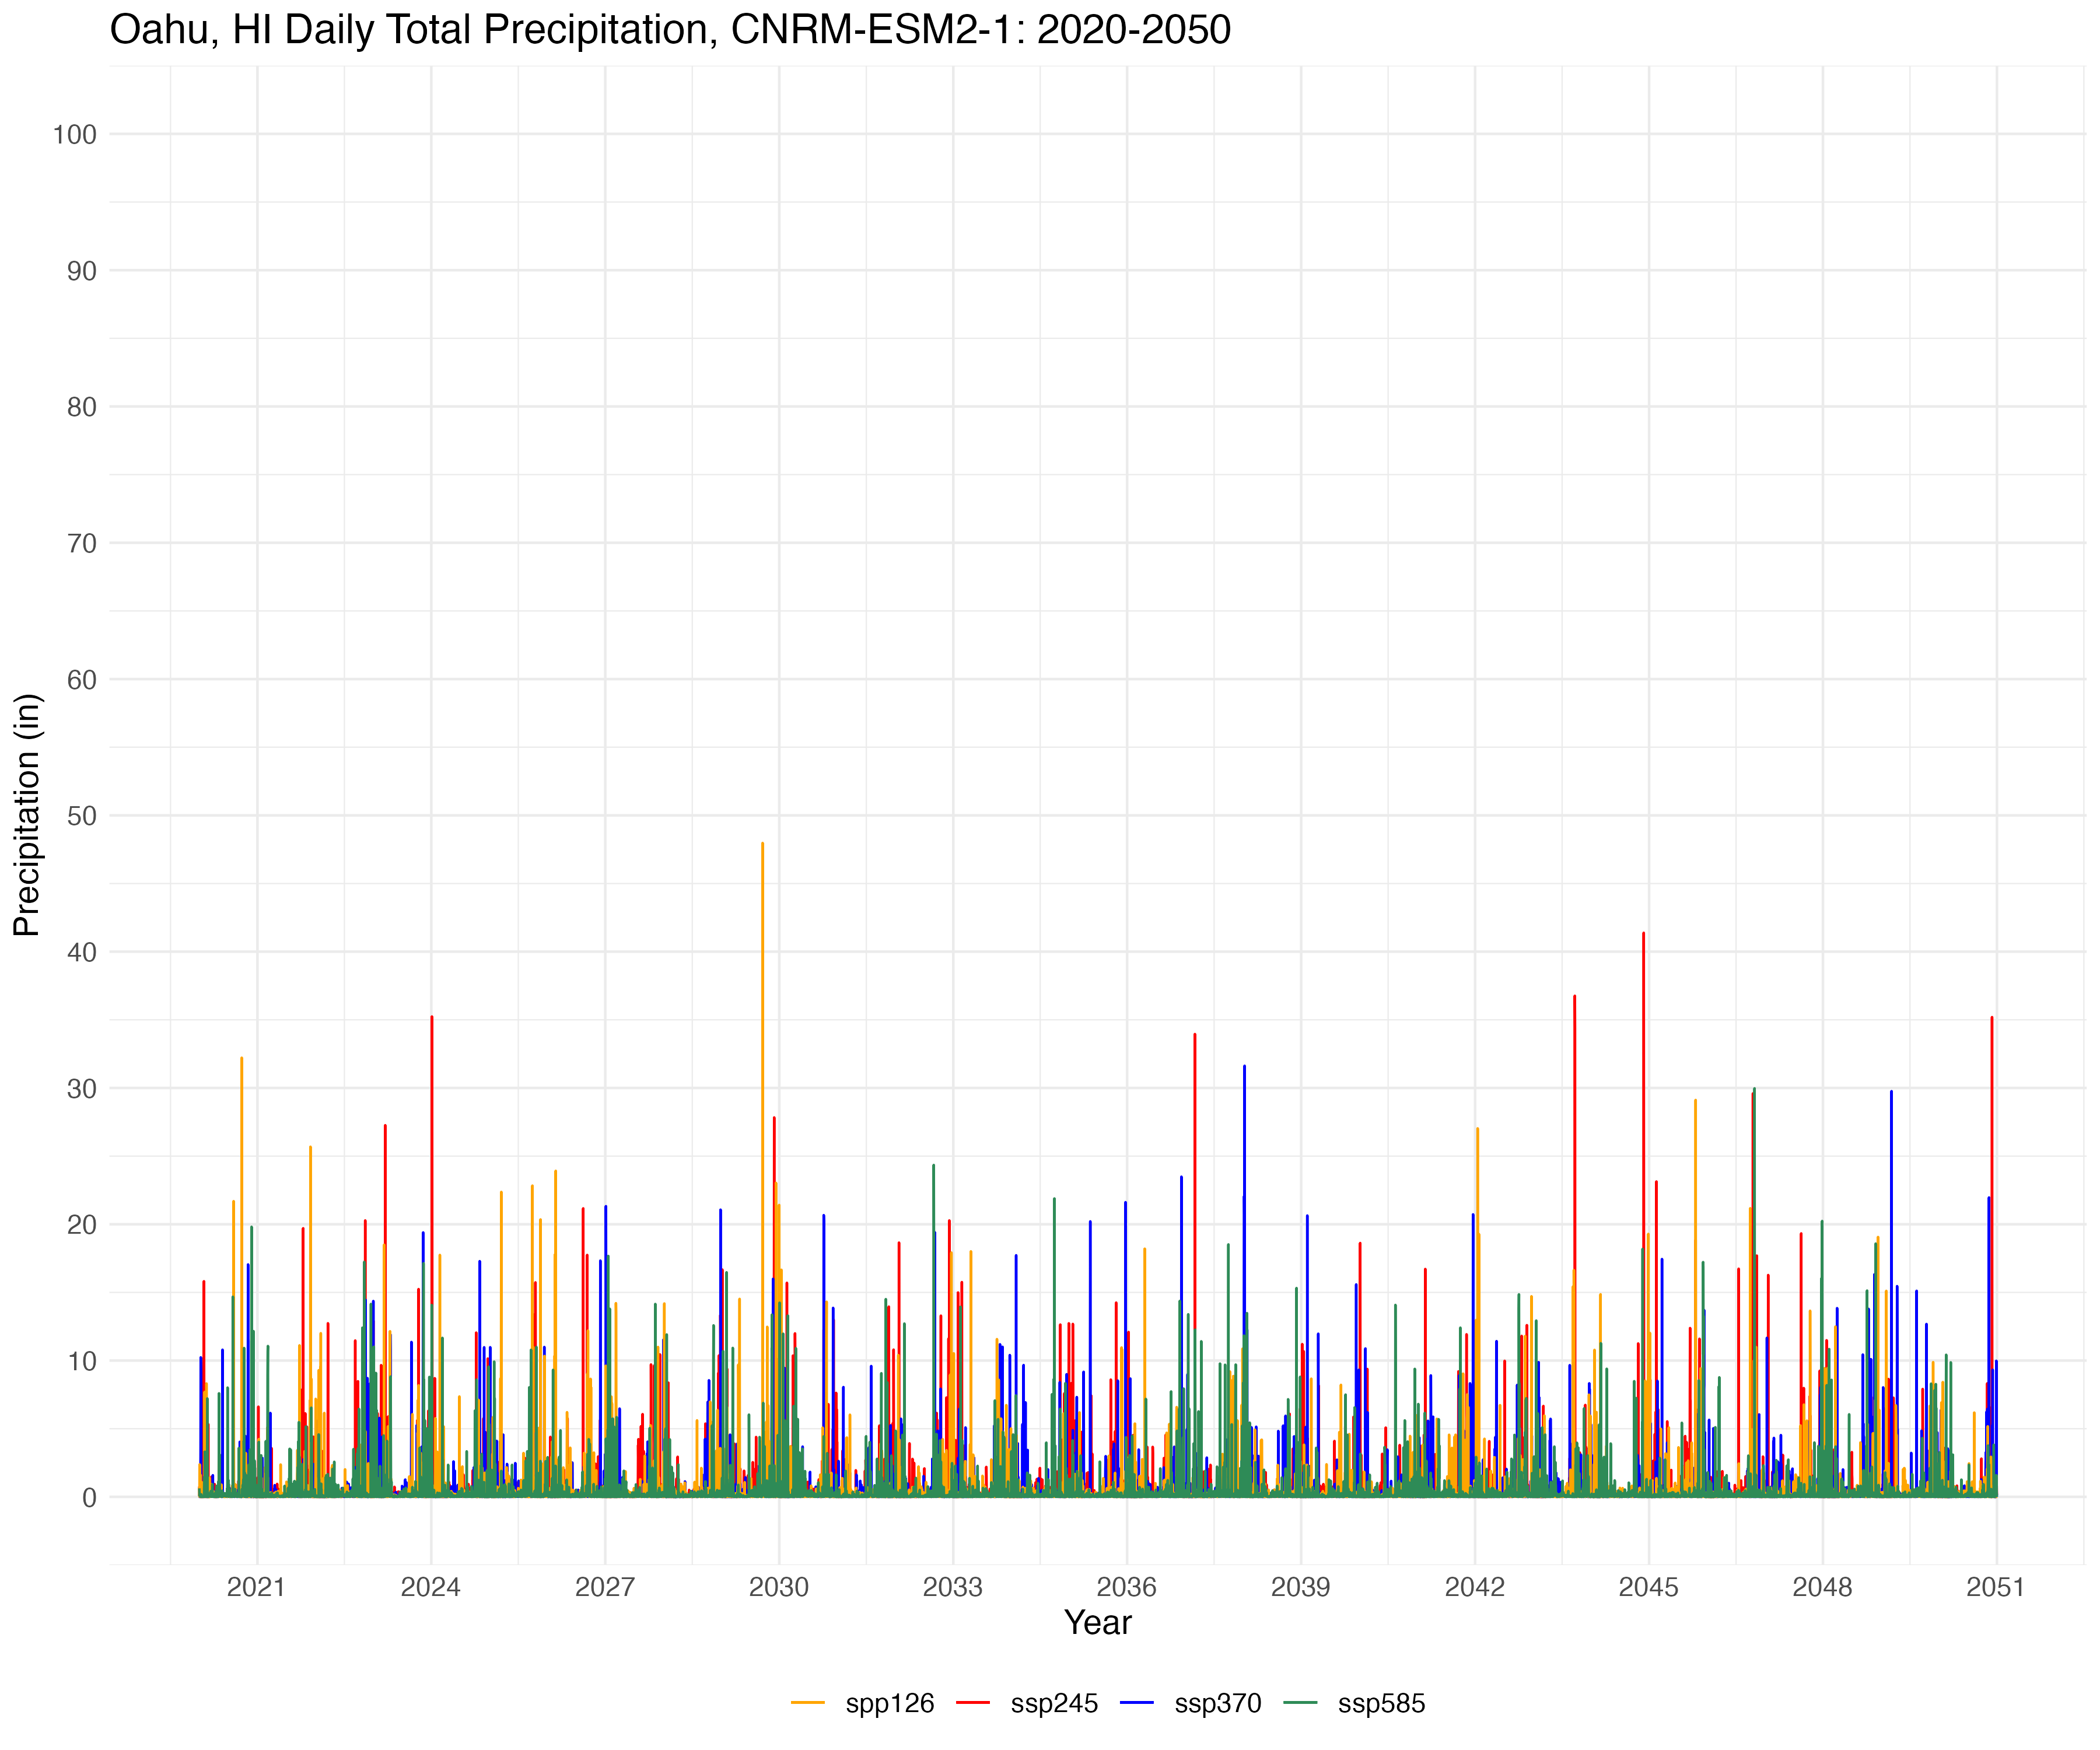 Oahu, HI Daily Total Precipitation, CNRM-ESM2-1: 2020-2050
100
90
80
70
60
50
40
30
20
10
0
Precipitation (in)
2021 2024 2027 2030 2033 2036 2039 2042 2045 2048 2051
Year
spp126 ssp245 ssp370 ssp585